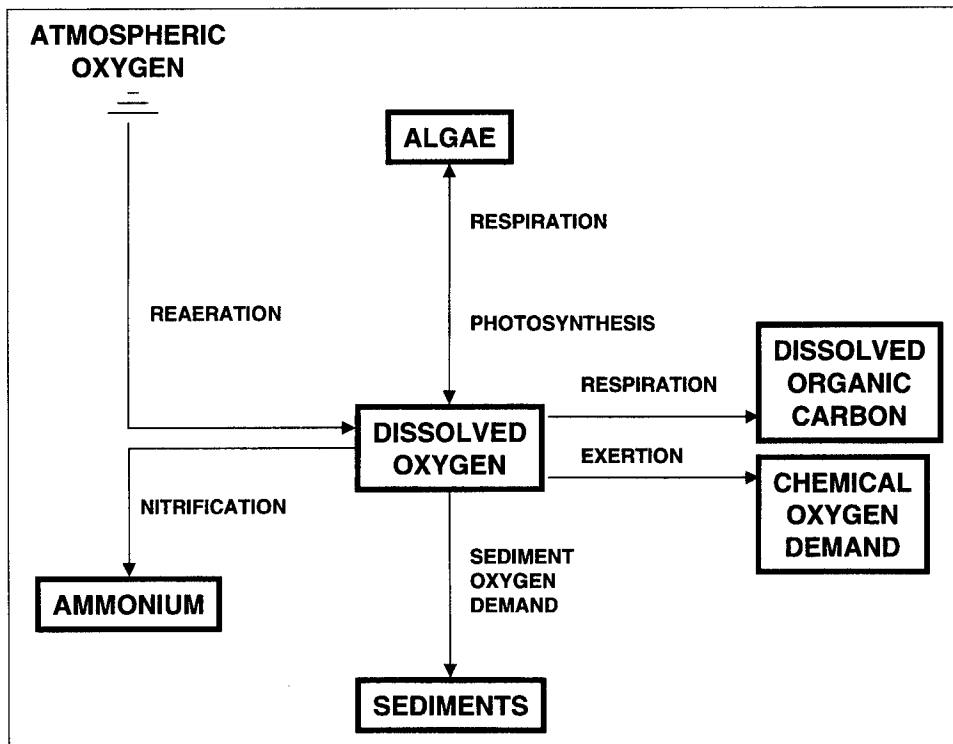 ATMOSPHERIC
OXYGEN
ALGAE
RESPIRATION
REAERATION
PHOTOSYNTHESIS
RESPIRATION
DISSOLVED
ORGANIC
CARBON
DISSOLVED
OXYGEN
EXERTION
CHEMICAL
OXYGEN
DEMAND
NITRIFICATION
SEDIMENT
OXYGEN
DEMAND
AMMONIUM
SEDIMENTS